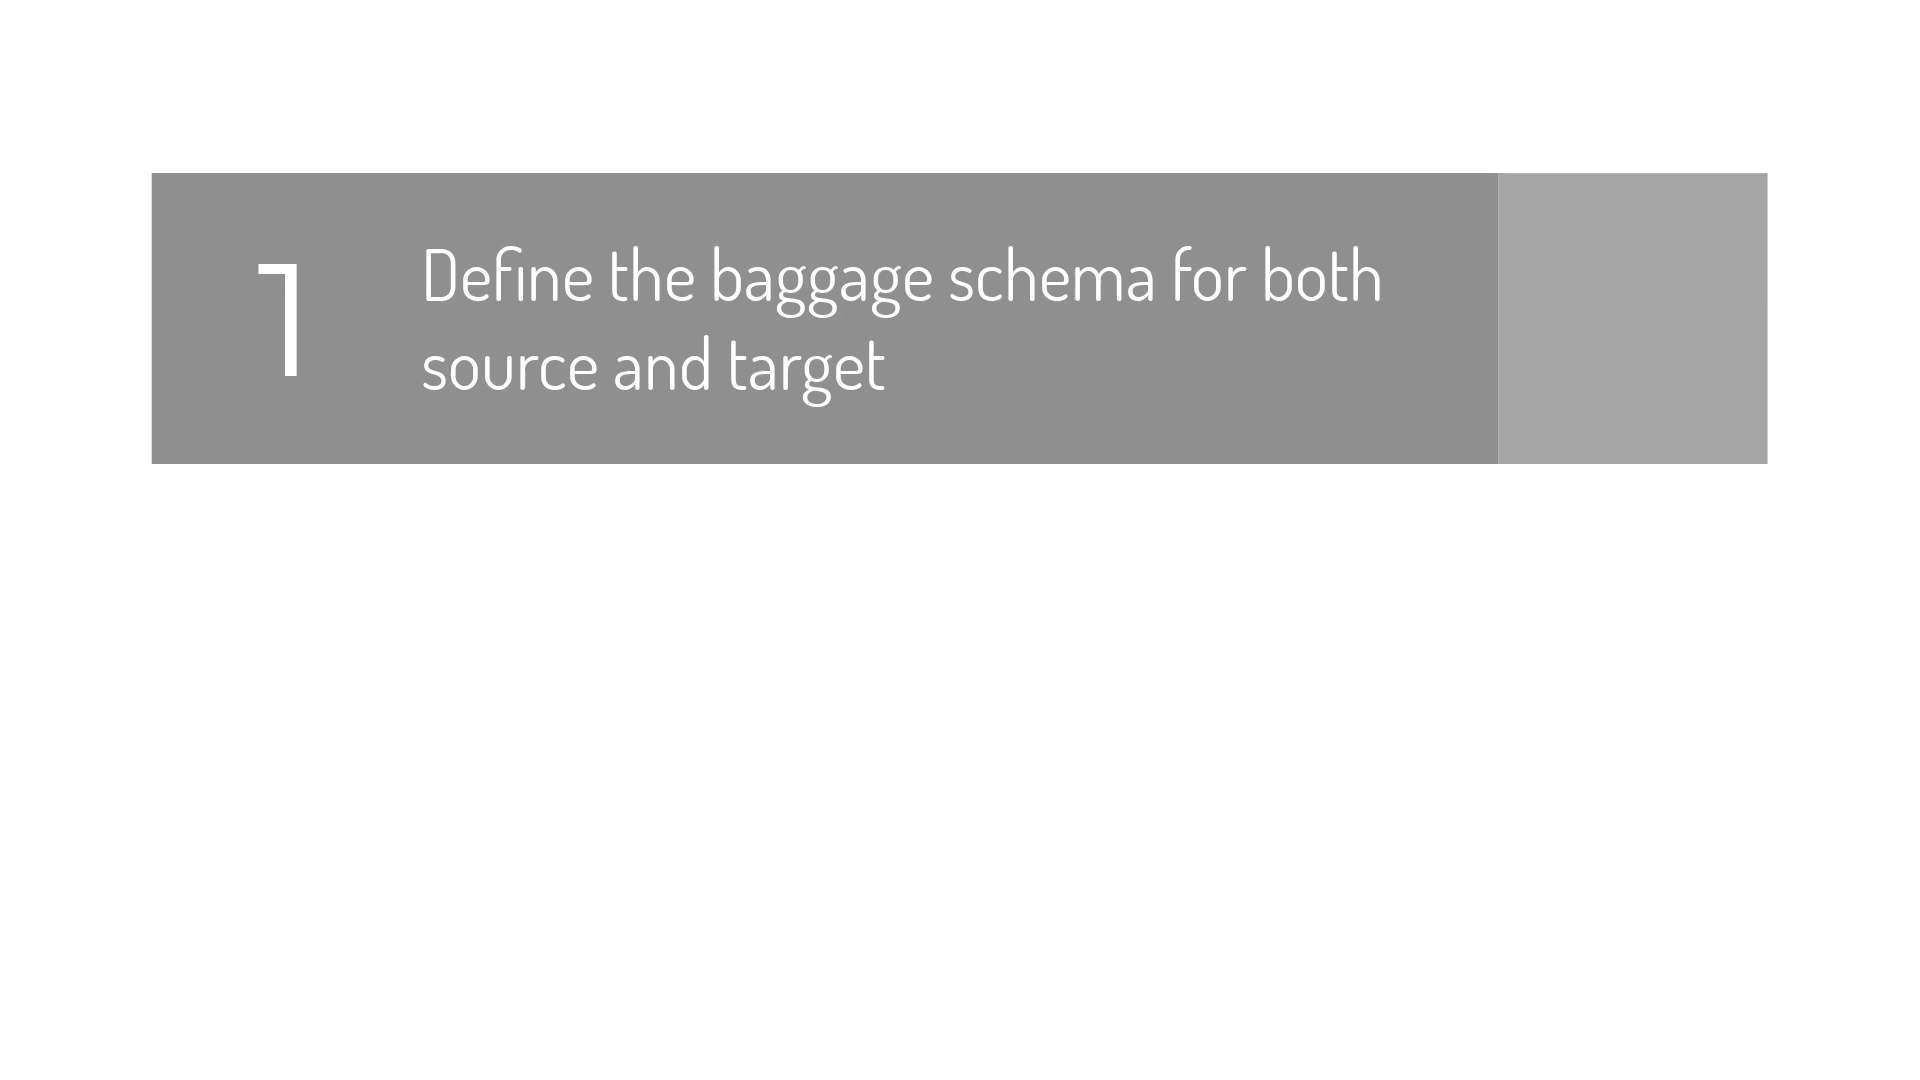 1
Define the baggage schema for both
source and target